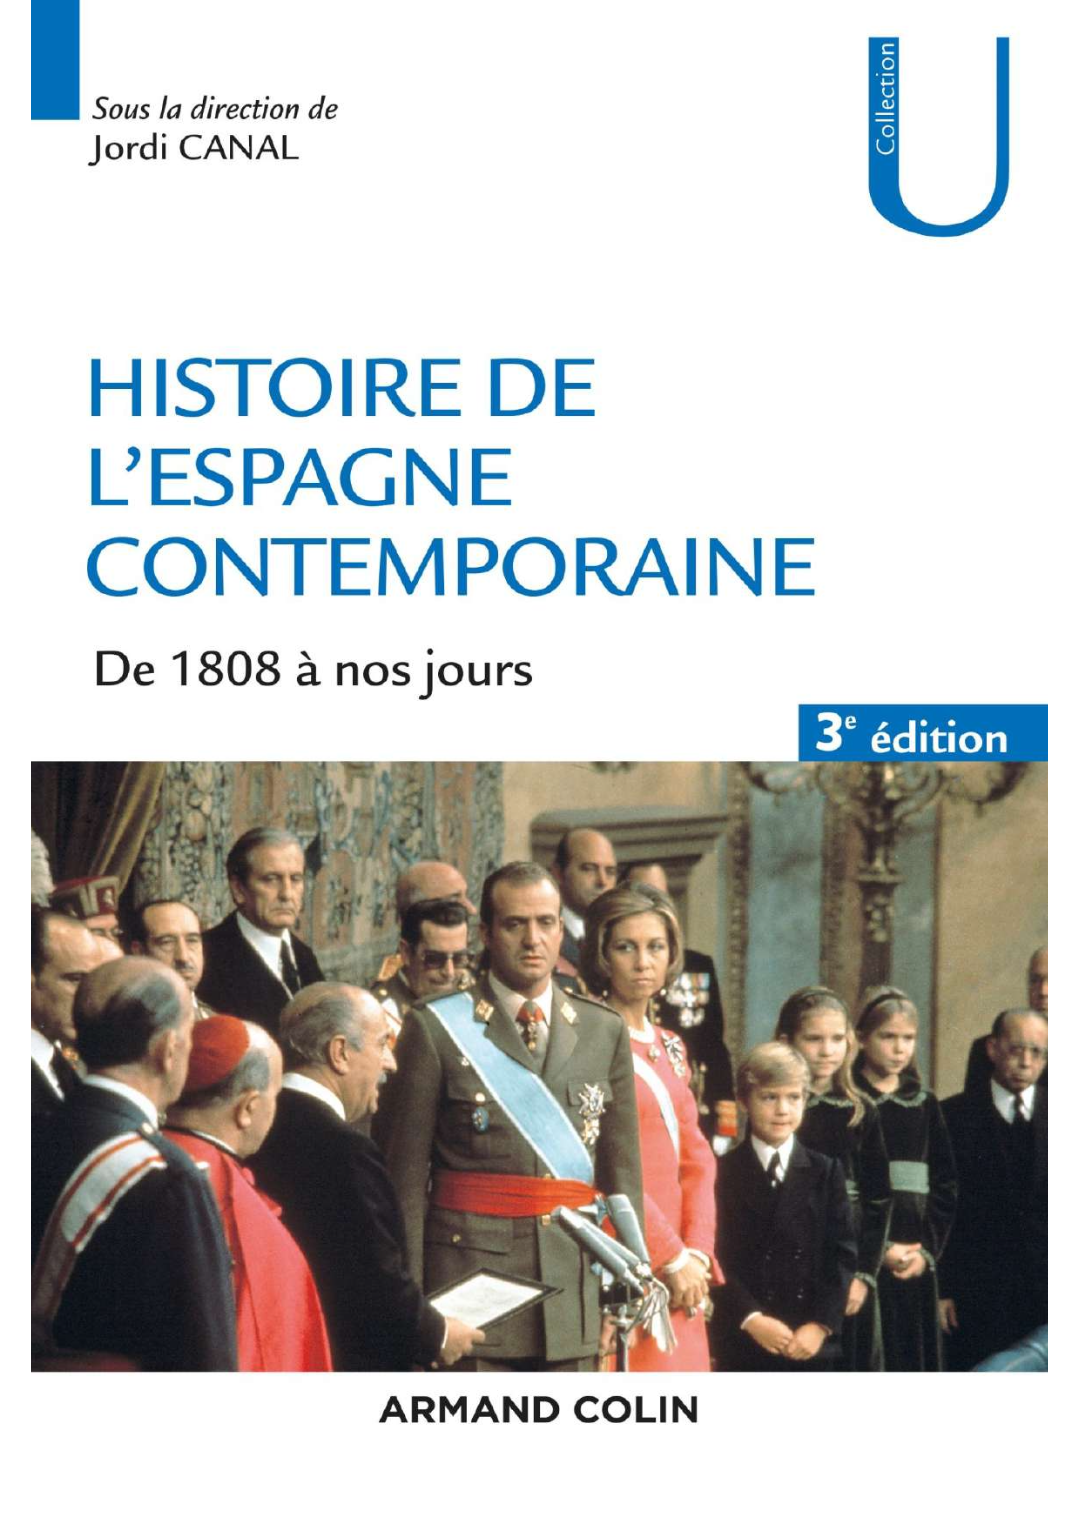 Sous la direction de
Jordi CANAL
Collection
U
HISTOIRE DE
L'ESPAGNE
CONTEMPORAINE
De 1808 à nos jours
3e édition
ARMAND COLIN